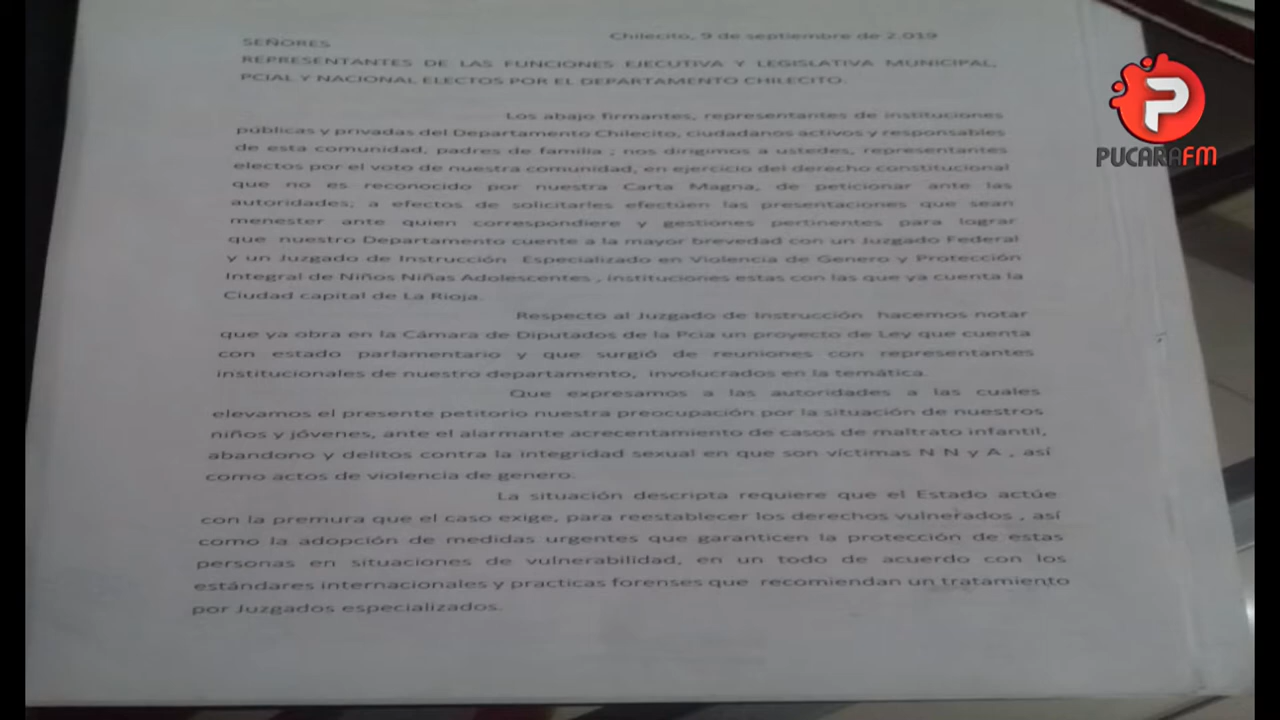 Chilecito, 9 de septiembre de 2.019
SEÑORES
REPRESENTANTES DE LAS FUNCIONES EJECUTIVA Y LEGISLATIVA MUNICIPAL,
PCIAL Y NACIONAL ELECTOS POR EL DEPARTAMENTO CHILECITO.
Los abajo firmantes, representantes de instituciones
públicas y privadas del Departamento Chilecito, ciudadanos activos y responsables
de esta comunidad, padres de familia , nos dirigimos a ustedes, representantes
electos por el voto de nuestra comunidad, en ejercicio del derecho constitucional
que no es reconocido por nuestra Carta Magna, de peticionar ante las
autoridades; a efectos de solicitarles efectúen las presentaciones que sean
menester ante quien correspondiere y gestiones pertinentes para lograr
que nuestro Departamento cuente a la mayor brevedad con un Juzgado Federal
y un Juzgado de Instrucción Especializado en Violencia de Genero y Protección
Integral de Niños Niñas Adolescentes , instituciones estas con las que ya cuenta la
Ciudad capital de La Rioja.
Respecto al Juzgado de Instrucción hacemos notar
que ya obra en la Cámara de Diputados de la Pcia un proyecto de Ley que cuenta
con estado parlamentario y que surgió de reuniones con representantes
institucionales de nuestro departamento, involucrados en la temática.
Que expresamos a las autoridades a las cuales
elevamos el presente petitorio nuestra preocupación por la situación de nuestros
niños y jóvenes, ante el alarmante acrecentamiento de casos de maltrato infantil,
abandono y delitos contra la integridad sexual en que son víctimas N N y A , así
como actos de violencia de genero.
La situación descripta requiere que el Estado actúe
con la premura que el caso exige, para reestablecer los derechos vulnerados , así
como la adopción de medidas urgentes que garanticen la protección de estas
personas en situaciones de vulnerabilidad, en un todo de acuerdo con los
estándares internacionales y practicas forenses que recomiendan un tratamiento
por Juzgados especializados.
P
PUCARAFM